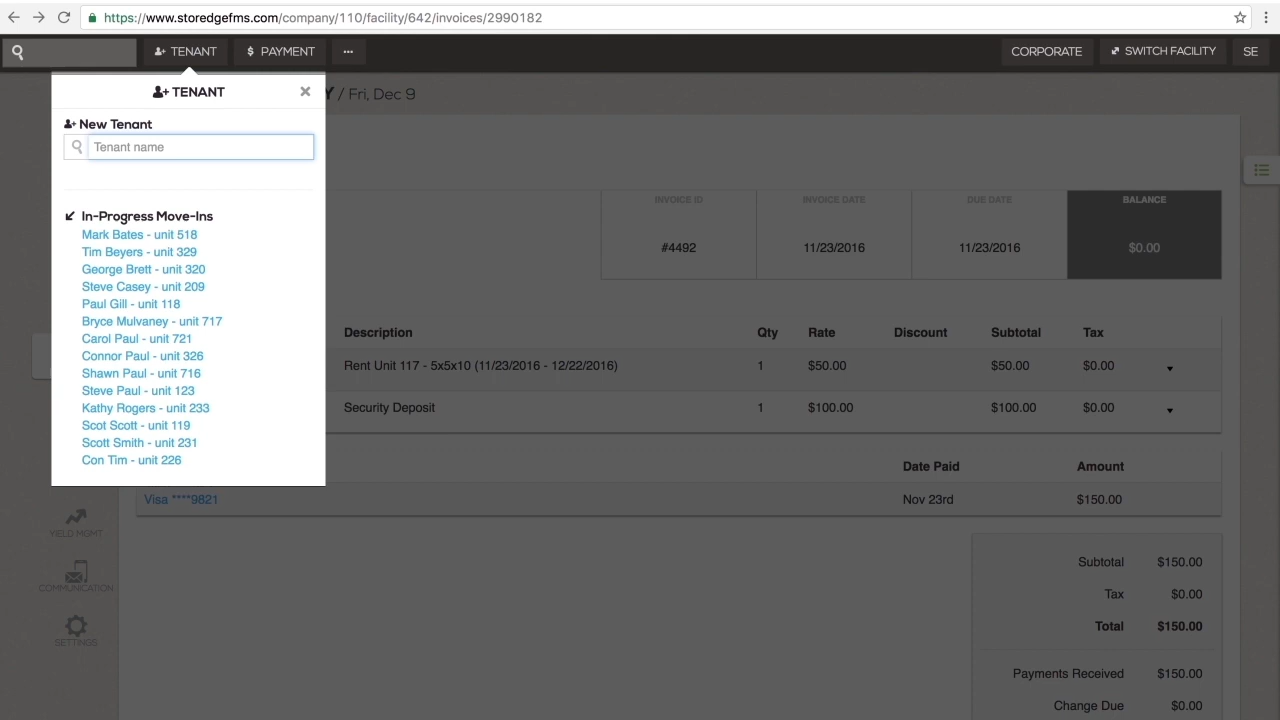 https://www.storedgefms.com/company/110/facility/642/invoices/2990182
TENANT
$ PAYMENT
...
CORPORATE
SWITCH FACILITY
SE
TENANT
Y / Fri, Dec 9
New Tenant
Tenant name
In-Progress Move-Ins
Mark Bates - unit 518
Tim Beyers - unit 329
George Brett - unit 320
Steve Casey - unit 209
Paul Gill - unit 118
Bryce Mulvaney - unit 717
Carol Paul - unit 721
Connor Paul - unit 326
Shawn Paul - unit 716
Steve Paul - unit 123
Kathy Rogers - unit 233
Scot Scott - unit 119
Scott Smith - unit 231
Con Tim - unit 226
INVOICE ID INVOICE DATE DUE DATE BALANCE
#4492 11/23/2016 11/23/2016 $0.00
Description Qty Rate Discount Subtotal Tax
Rent Unit 117 - 5x5x10 (11/23/2016 - 12/22/2016) 1 $50.00 $50.00 $0.00
Security Deposit 1 $100.00 $100.00 $0.00
Date Paid Amount
Visa ****9821 Nov 23rd $150.00
YIELD MGMT
COMMUNICATION
SETTINGS
Subtotal $150.00
Tax $0.00
Total $150.00
Payments Received $150.00
Change Due $0.00